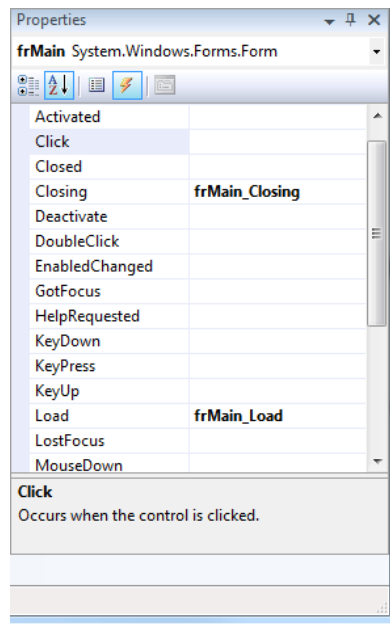 Properties
frMain System.Windows.Forms.Form
Activated
Click
Closed
Closing frMain_Closing
Deactivate
DoubleClick
EnabledChanged
GotFocus
HelpRequested
KeyDown
KeyPress
KeyUp
Load frMain_Load
LostFocus
MouseDown
Click
Occurs when the control is clicked.